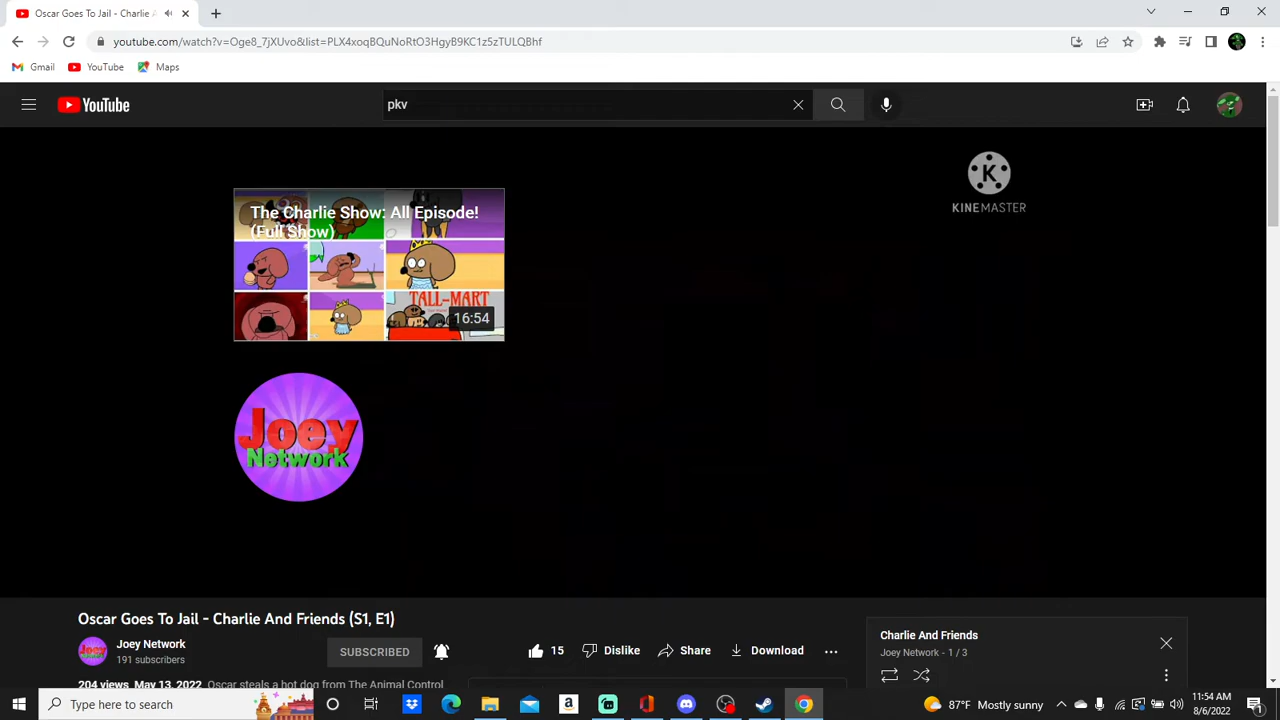 Oscar Goes To Jail - Charlie A
youtube.com/watch?v=Oge8_7jXUvo&list=PLX4xoqBQuNoRtO3HgyB9KC1z5zTULQBhf
Gmail YouTube Maps
YouTube
pkv
The Charlie Show: All Episode!
(Full Show)
TALL-MART
16:54
K
KINEMASTER
Joey
Network
Oscar Goes To Jail - Charlie And Friends (S1, E1)
Joey Network
191 subscribers
SUBSCRIBED
15 Dislike Share Download
204 views May 13, 2022 Oscar steals a hot dog from The Animal Control
Charlie And Friends
Joey Network - 1 / 3
Type here to search
87°F Mostly sunny
11:54 AM
8/6/2022